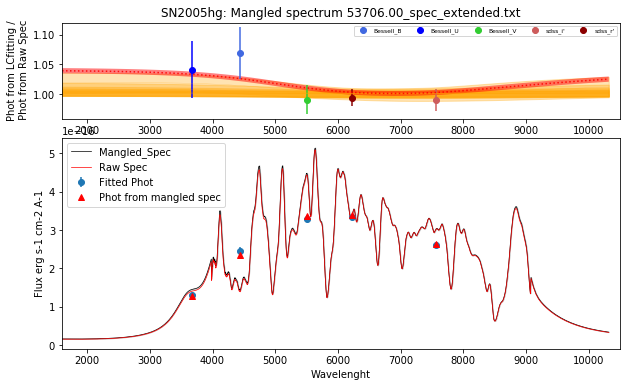 SN2005hg: Mangled spectrum 53706.00_spec_extended.txt
Phot from LCfitting /
Phot from Raw Spec
1.10
1.05
1.00
Bessell_B
Bessell_U
Bessell_V
sdss_i'
sdss_r'
2000 3000 4000 5000 6000 7000 8000 9000 10000
1e−16
Flux erg s-1 cm-2 A-1
5
4
3
2
1
0
Mangled_Spec
Raw Spec
Fitted Phot
Phot from mangled spec
2000 3000 4000 5000 6000 7000 8000 9000 10000
Wavelenght